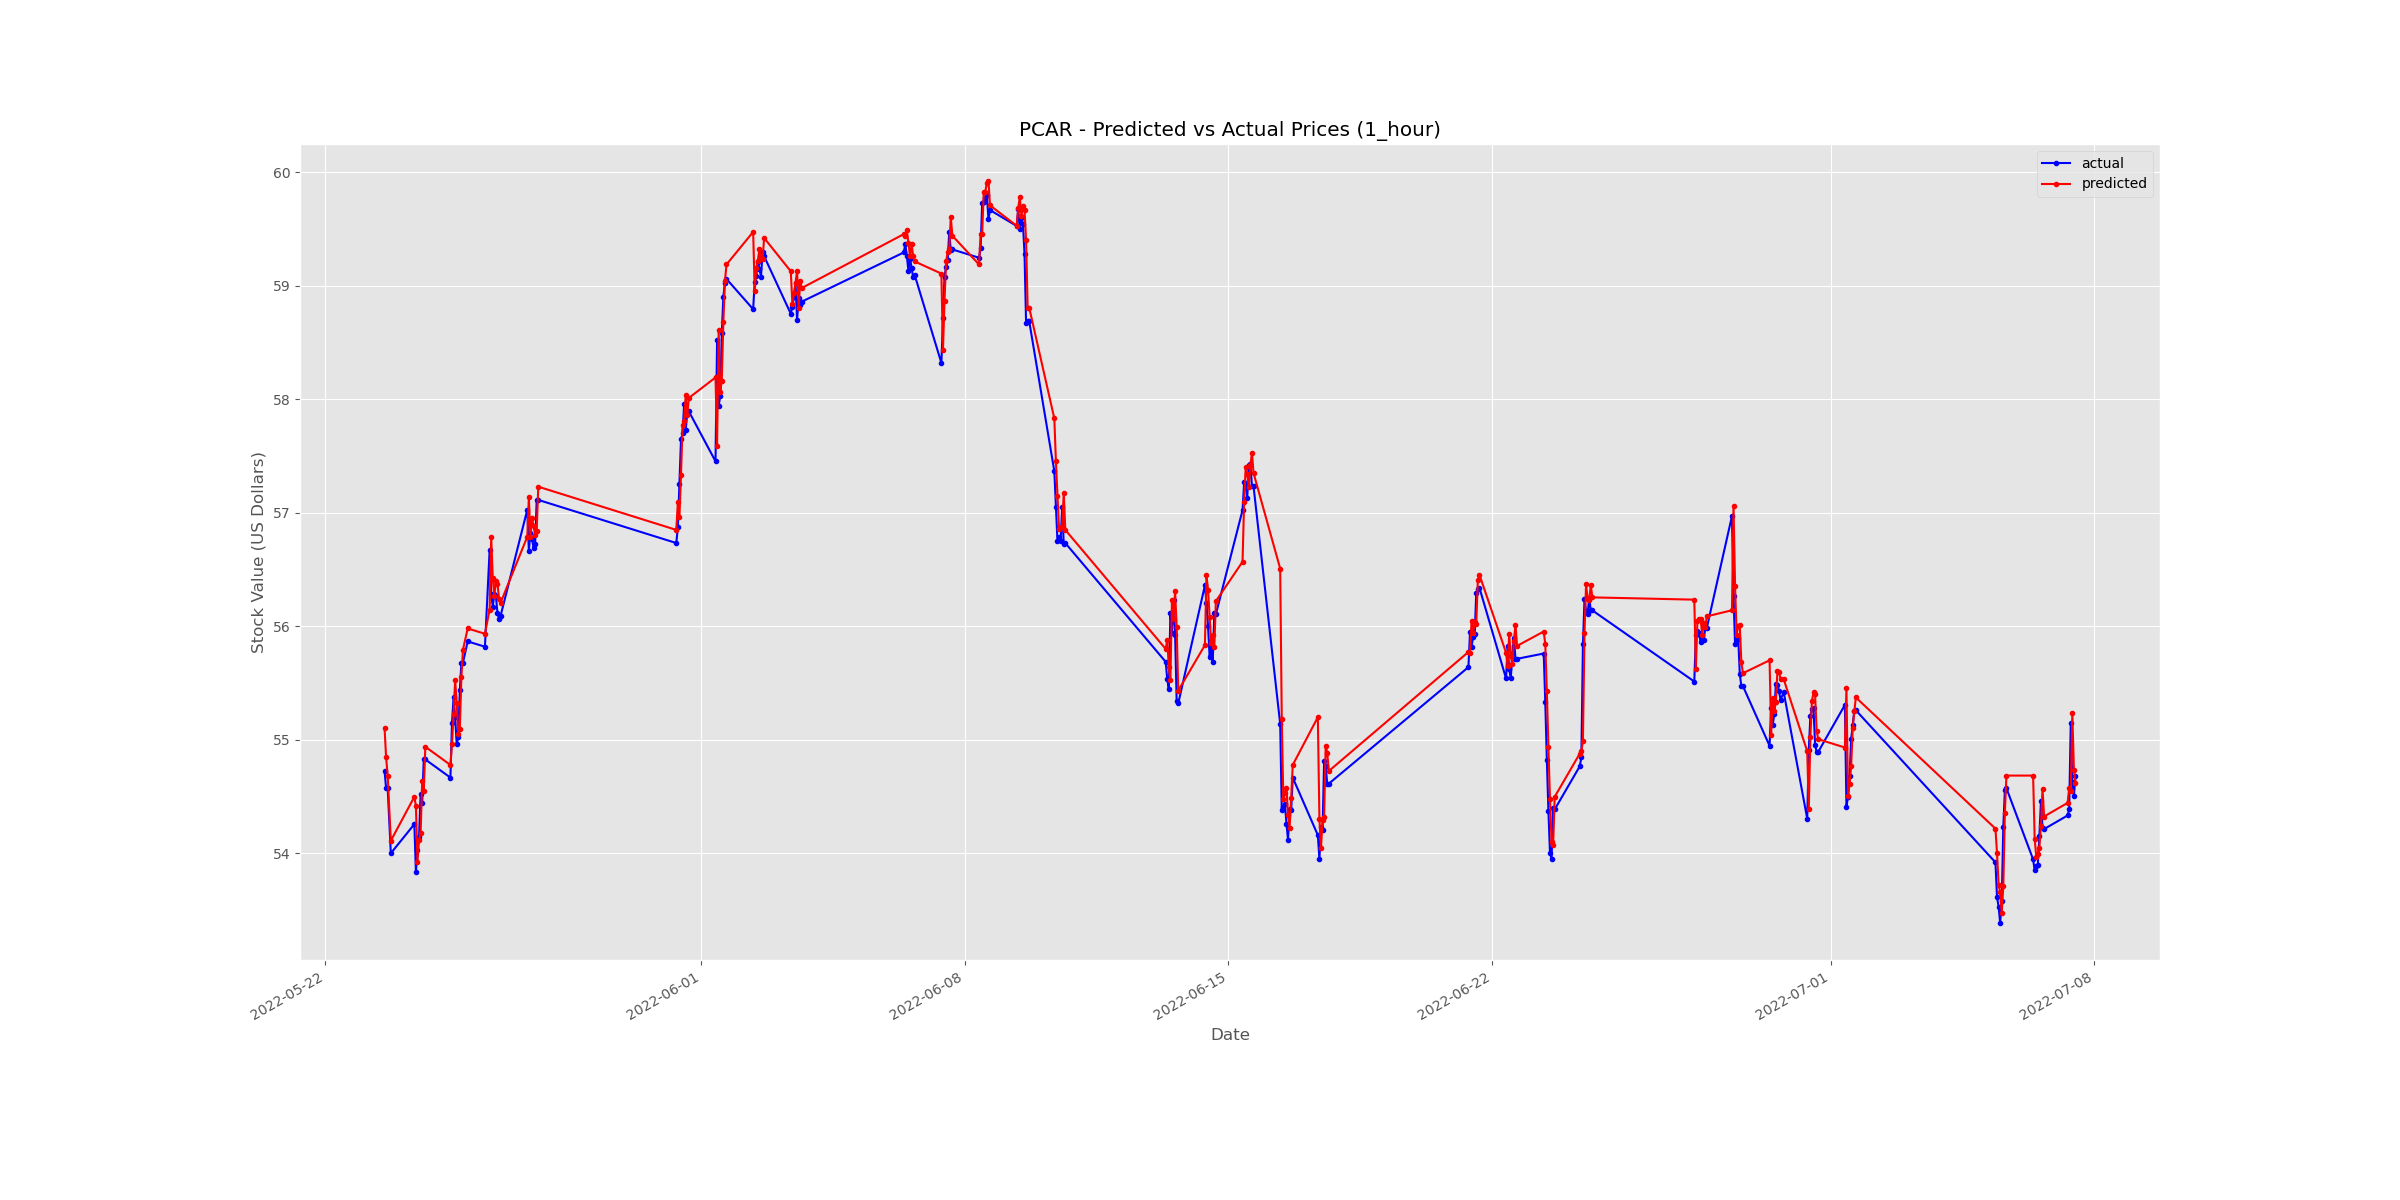 PCAR - Predicted vs Actual Prices (1_hour)
actual
predicted
60
59
58
57
56
55
54
Stock Value (US Dollars)
2022-05-22
2022-06-01
2022-06-08
2022-06-15
2022-06-22
2022-07-01
2022-07-08
Date